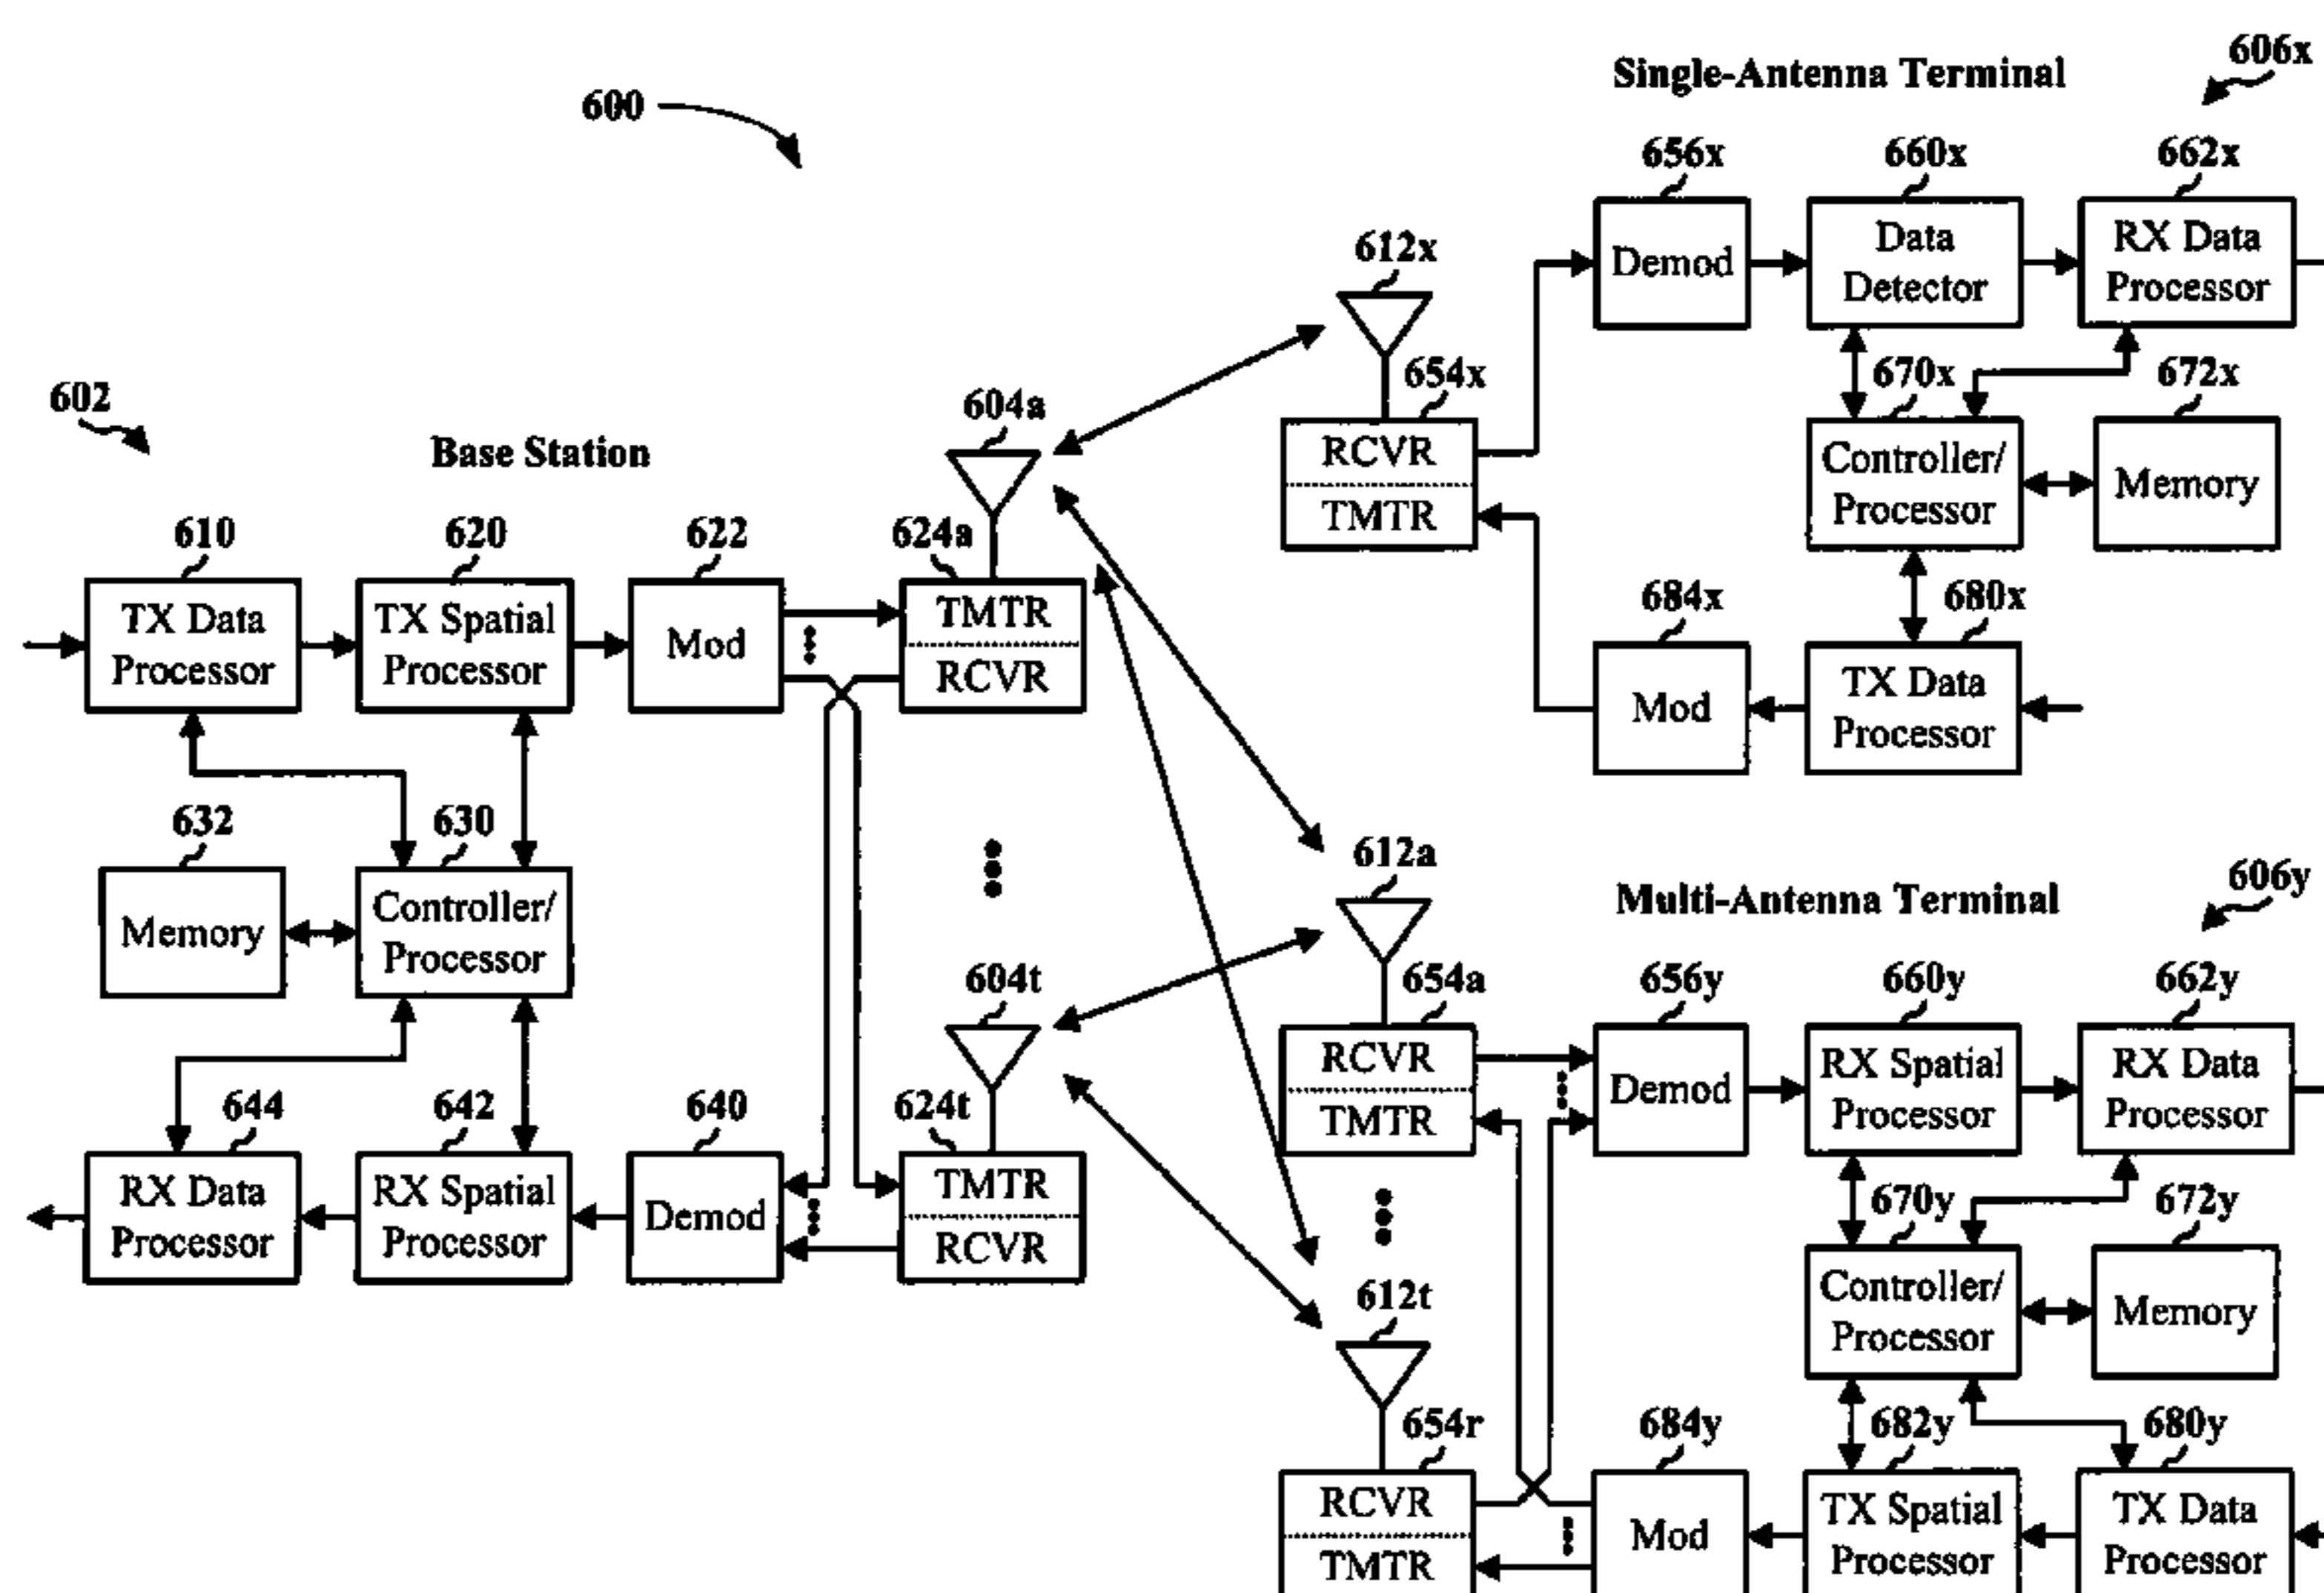 600
606x
Single-Antenna Terminal
656x
660x
662x
Demod
Data
Detector
RX Data
Processor
612x
654x
RCVR
TMTR
670x
672x
Controller/
Processor
Memory
684x
680x
Mod
TX Data
Processor
602
Base Station
604a
610
620
622
624a
TX Data
Processor
TX Spatial
Processor
Mod
TMTR
RCVR
632
630
Memory
Controller/
Processor
604t
644
642
640
624t
RX Data
Processor
RX Spatial
Processor
Demod
TMTR
RCVR
606y
Multi-Antenna Terminal
612a
654a
656y
660y
662y
RCVR
TMTR
Demod
RX Spatial
Processor
RX Data
Processor
670y
672y
Controller/
Processor
Memory
612t
654r
684y
682y
680y
RCVR
TMTR
Mod
TX Spatial
Processor
TX Data
Processor